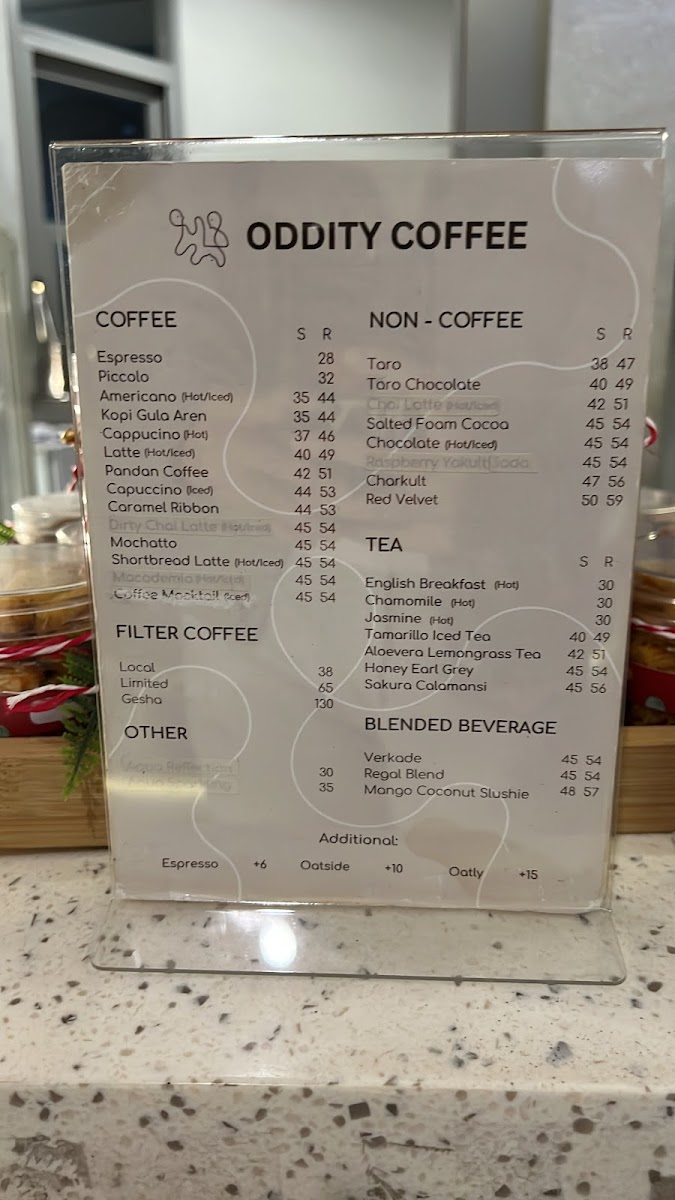 ODDITY COFFEE
COFFEE
S R
Espresso 28
Piccolo 32
Americano (Hot/Iced) 35 44
Kopi Gula Aren 35 44
Cappucino (Hot) 37 46
Latte (Hot/Iced) 40 49
Pandan Coffee 42 51
Capuccino (Iced) 44 53
Caramel Ribbon 44 53
Dirty Chai Latte (Hot/Iced) 45 54
Mochatto 45 54
Shortbread Latte (Hot/Iced) 45 54
Macadamia (Hot/Iced) 45 54
Coffee Mocktail (Iced) 45 54
FILTER COFFEE
Local 38
Limited 65
Gesha 130
OTHER
Aqua Reflection 30
35
NON - COFFEE
S R
Taro 38 47
Taro Chocolate 40 49
Chai Latte (Hot/Iced) 42 51
Salted Foam Cocoa 45 54
Chocolate (Hot/Iced) 45 54
Raspberry Yakult Soda 45 54
Charkult 47 56
Red Velvet 50 59
TEA
S R
English Breakfast (Hot) 30
Chamomile (Hot) 30
Jasmine (Hot) 30
Tamarillo Iced Tea 40 49
Aloevera Lemongrass Tea 42 51
Honey Earl Grey 45 54
Sakura Calamansi 45 56
BLENDED BEVERAGE
Verkade 45 54
Regal Blend 45 54
Mango Coconut Slushie 48 57
Additional:
Espresso +6 Oatside +10 Oatly +15